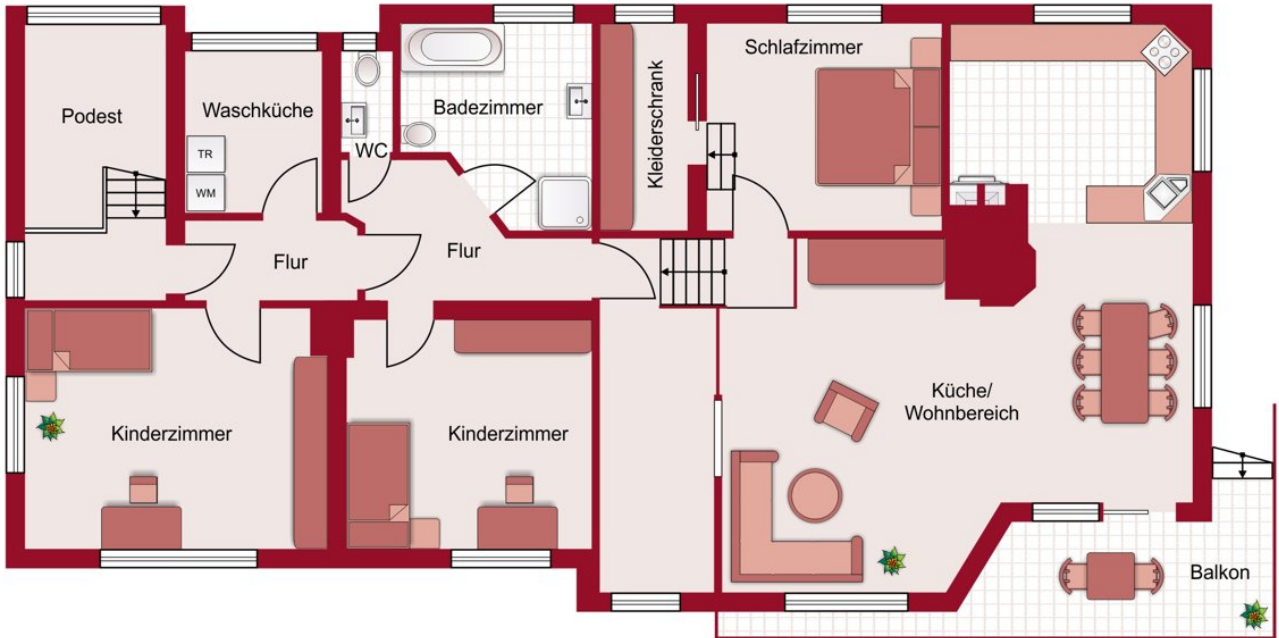 Podest
Waschküche
TR
WM
WC
Badezimmer
Kleiderschrank
Schlafzimmer
Flur
Flur
Kinderzimmer
Kinderzimmer
Küche/
Wohnbereich
Balkon